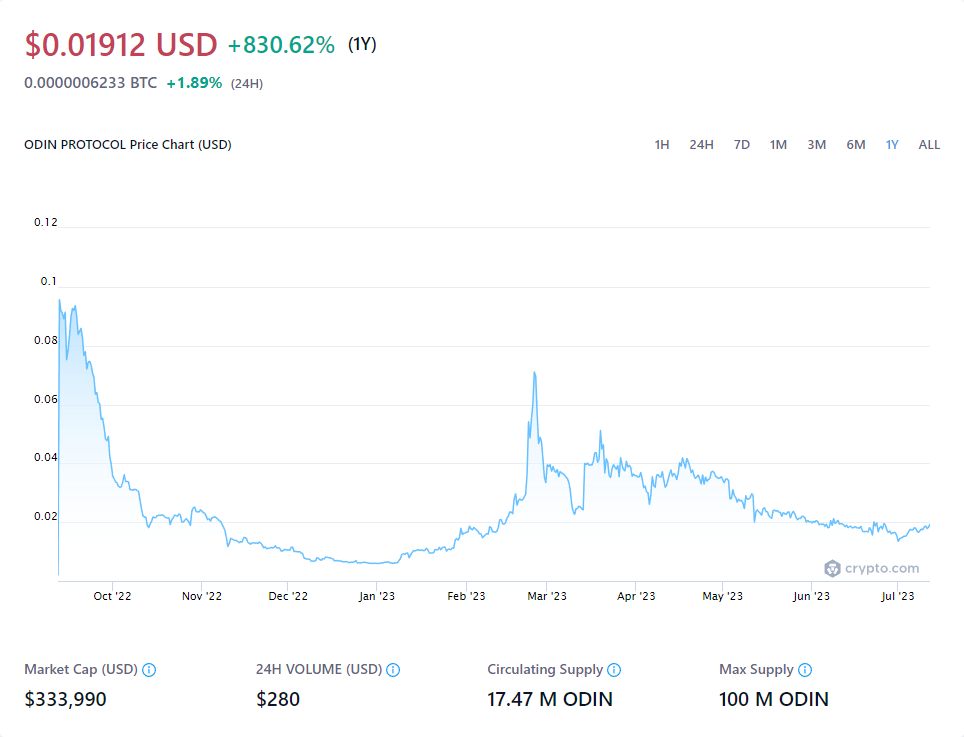 $0.01912 USD +830.62% (1Y)
0.0000006233 BTC +1.89% (24H)
ODIN PROTOCOL Price Chart (USD) 1H 24H 7D 1M 3M 6M 1Y ALL
0.12
0.1
0.08
0.06
0.04
0.02
crypto.com
Oct '22 Nov '22 Dec '22 Jan '23 Feb '23 Mar '23 Apr '23 May '23 Jun '23 Jul '23
Market Cap (USD) 24H VOLUME (USD) Circulating Supply Max Supply
$333,990 $280 17.47 M ODIN 100 M ODIN